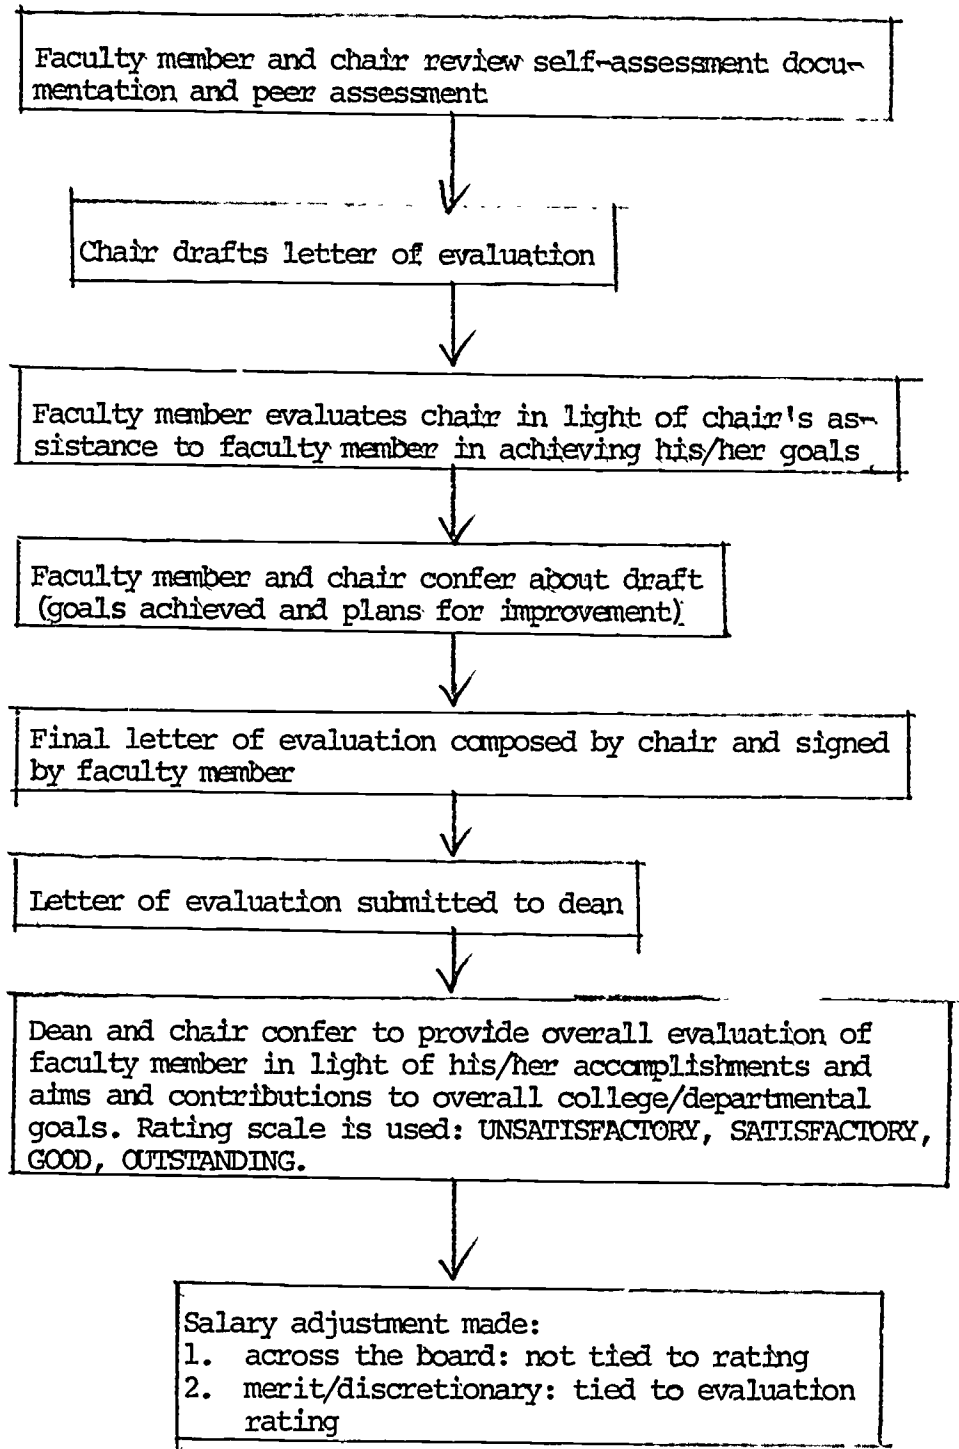 Faculty member and chair review self-assessment docu-
mentation and peer assessment
Chair drafts letter of evaluation
Faculty member evaluates chair in light of chair's as-
sistance to faculty member in achieving his/her goals
Faculty member and chair confer about draft
(goals achieved and plans for improvement)
Final letter of evaluation composed by chair and signed
by faculty member
Letter of evaluation submitted to dean
Dean and chair confer to provide overall evaluation of
faculty member in light of his/her accomplishments and
aims and contributions to overall college/departmental
goals. Rating scale is used: UNSATISFACTORY, SATISFACTORY,
GOOD, OUTSTANDING.
Salary adjustment made:
1. across the board: not tied to rating
2. merit/discretionary: tied to evaluation
rating